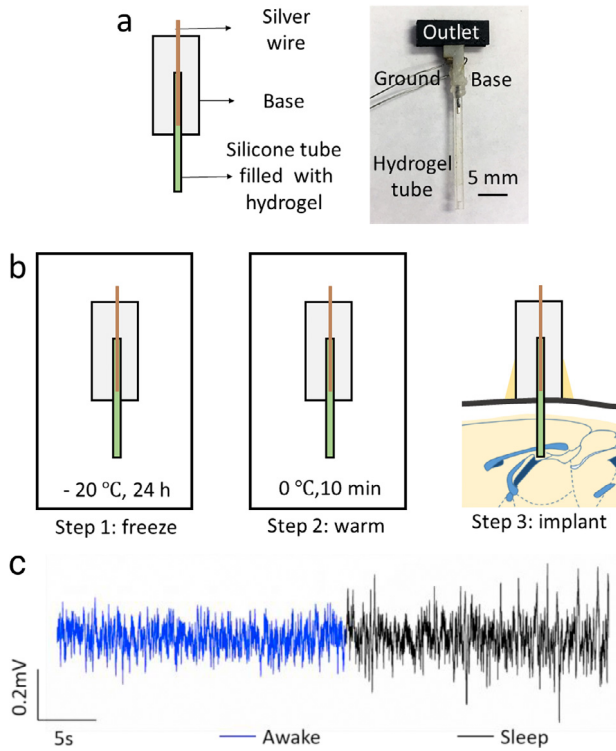 a
Silver
wire
Base
Silicone tube
filled with
hydrogel
Outlet
Ground
Base
Hydrogel
tube
5 mm
b
- 20 ℃, 24 h
Step 1: freeze
0 ℃,10 min
Step 2: warm
Step 3: implant
c
0.2mV
5s
Awake
Sleep